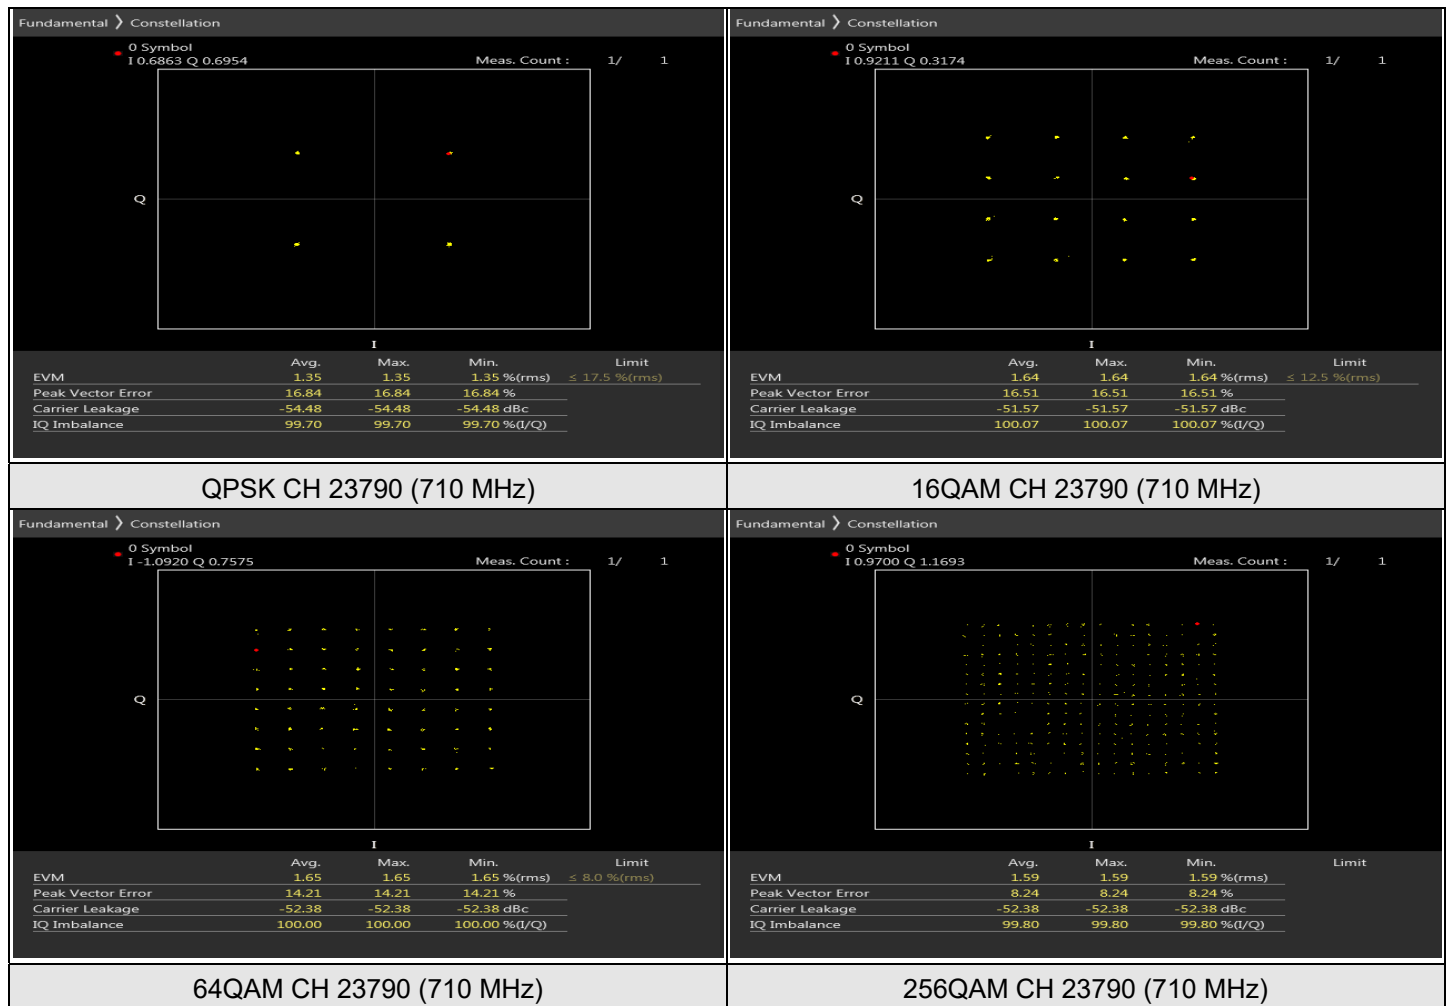 Fundamental ❯ Constellation
0 Symbol
I 0.6863 Q 0.6954 Meas. Count : 1/ 1
Q
I
Avg. Max. Min. Limit
EVM 1.35 1.35 1.35 %(rms) ≤ 17.5 %(rms)
Peak Vector Error 16.84 16.84 16.84 %
Carrier Leakage -54.48 -54.48 -54.48 dBc
IQ Imbalance 99.70 99.70 99.70 %(I/Q)
QPSK CH 23790 (710 MHz)
Fundamental ❯ Constellation
0 Symbol
I 0.9211 Q 0.3174 Meas. Count : 1/ 1
Q
I
Avg. Max. Min. Limit
EVM 1.64 1.64 1.64 %(rms) ≤ 12.5 %(rms)
Peak Vector Error 16.51 16.51 16.51 %
Carrier Leakage -51.57 -51.57 -51.57 dBc
IQ Imbalance 100.07 100.07 100.07 %(I/Q)
16QAM CH 23790 (710 MHz)
Fundamental ❯ Constellation
0 Symbol
I -1.0920 Q 0.7575 Meas. Count : 1/ 1
Q
I
Avg. Max. Min. Limit
EVM 1.65 1.65 1.65 %(rms) ≤ 8.0 %(rms)
Peak Vector Error 14.21 14.21 14.21 %
Carrier Leakage -52.38 -52.38 -52.38 dBc
IQ Imbalance 100.00 100.00 100.00 %(I/Q)
64QAM CH 23790 (710 MHz)
Fundamental ❯ Constellation
0 Symbol
I 0.9700 Q 1.1693 Meas. Count : 1/ 1
Q
I
Avg. Max. Min. Limit
EVM 1.59 1.59 1.59 %(rms)
Peak Vector Error 8.24 8.24 8.24 %
Carrier Leakage -52.38 -52.38 -52.38 dBc
IQ Imbalance 99.80 99.80 99.80 %(I/Q)
256QAM CH 23790 (710 MHz)